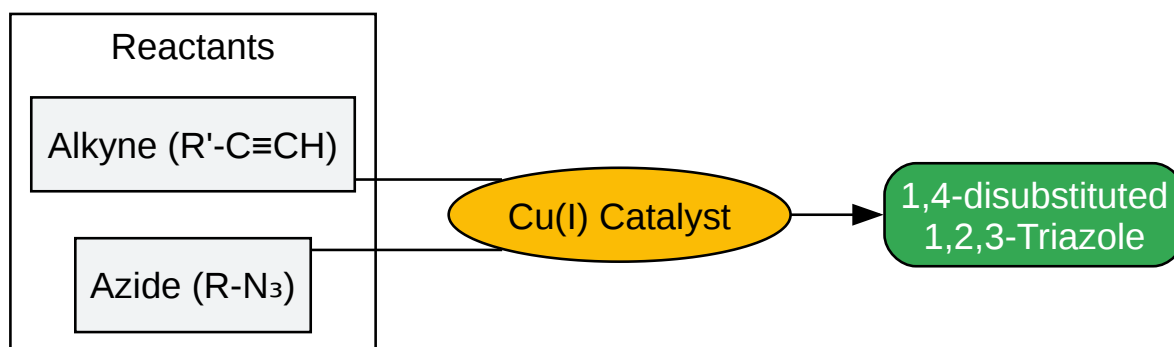 Reactants
Alkyne (R'-C≡CH)
Azide (R-N₃)
Cu(I) Catalyst
1,4-disubstituted
1,2,3-Triazole